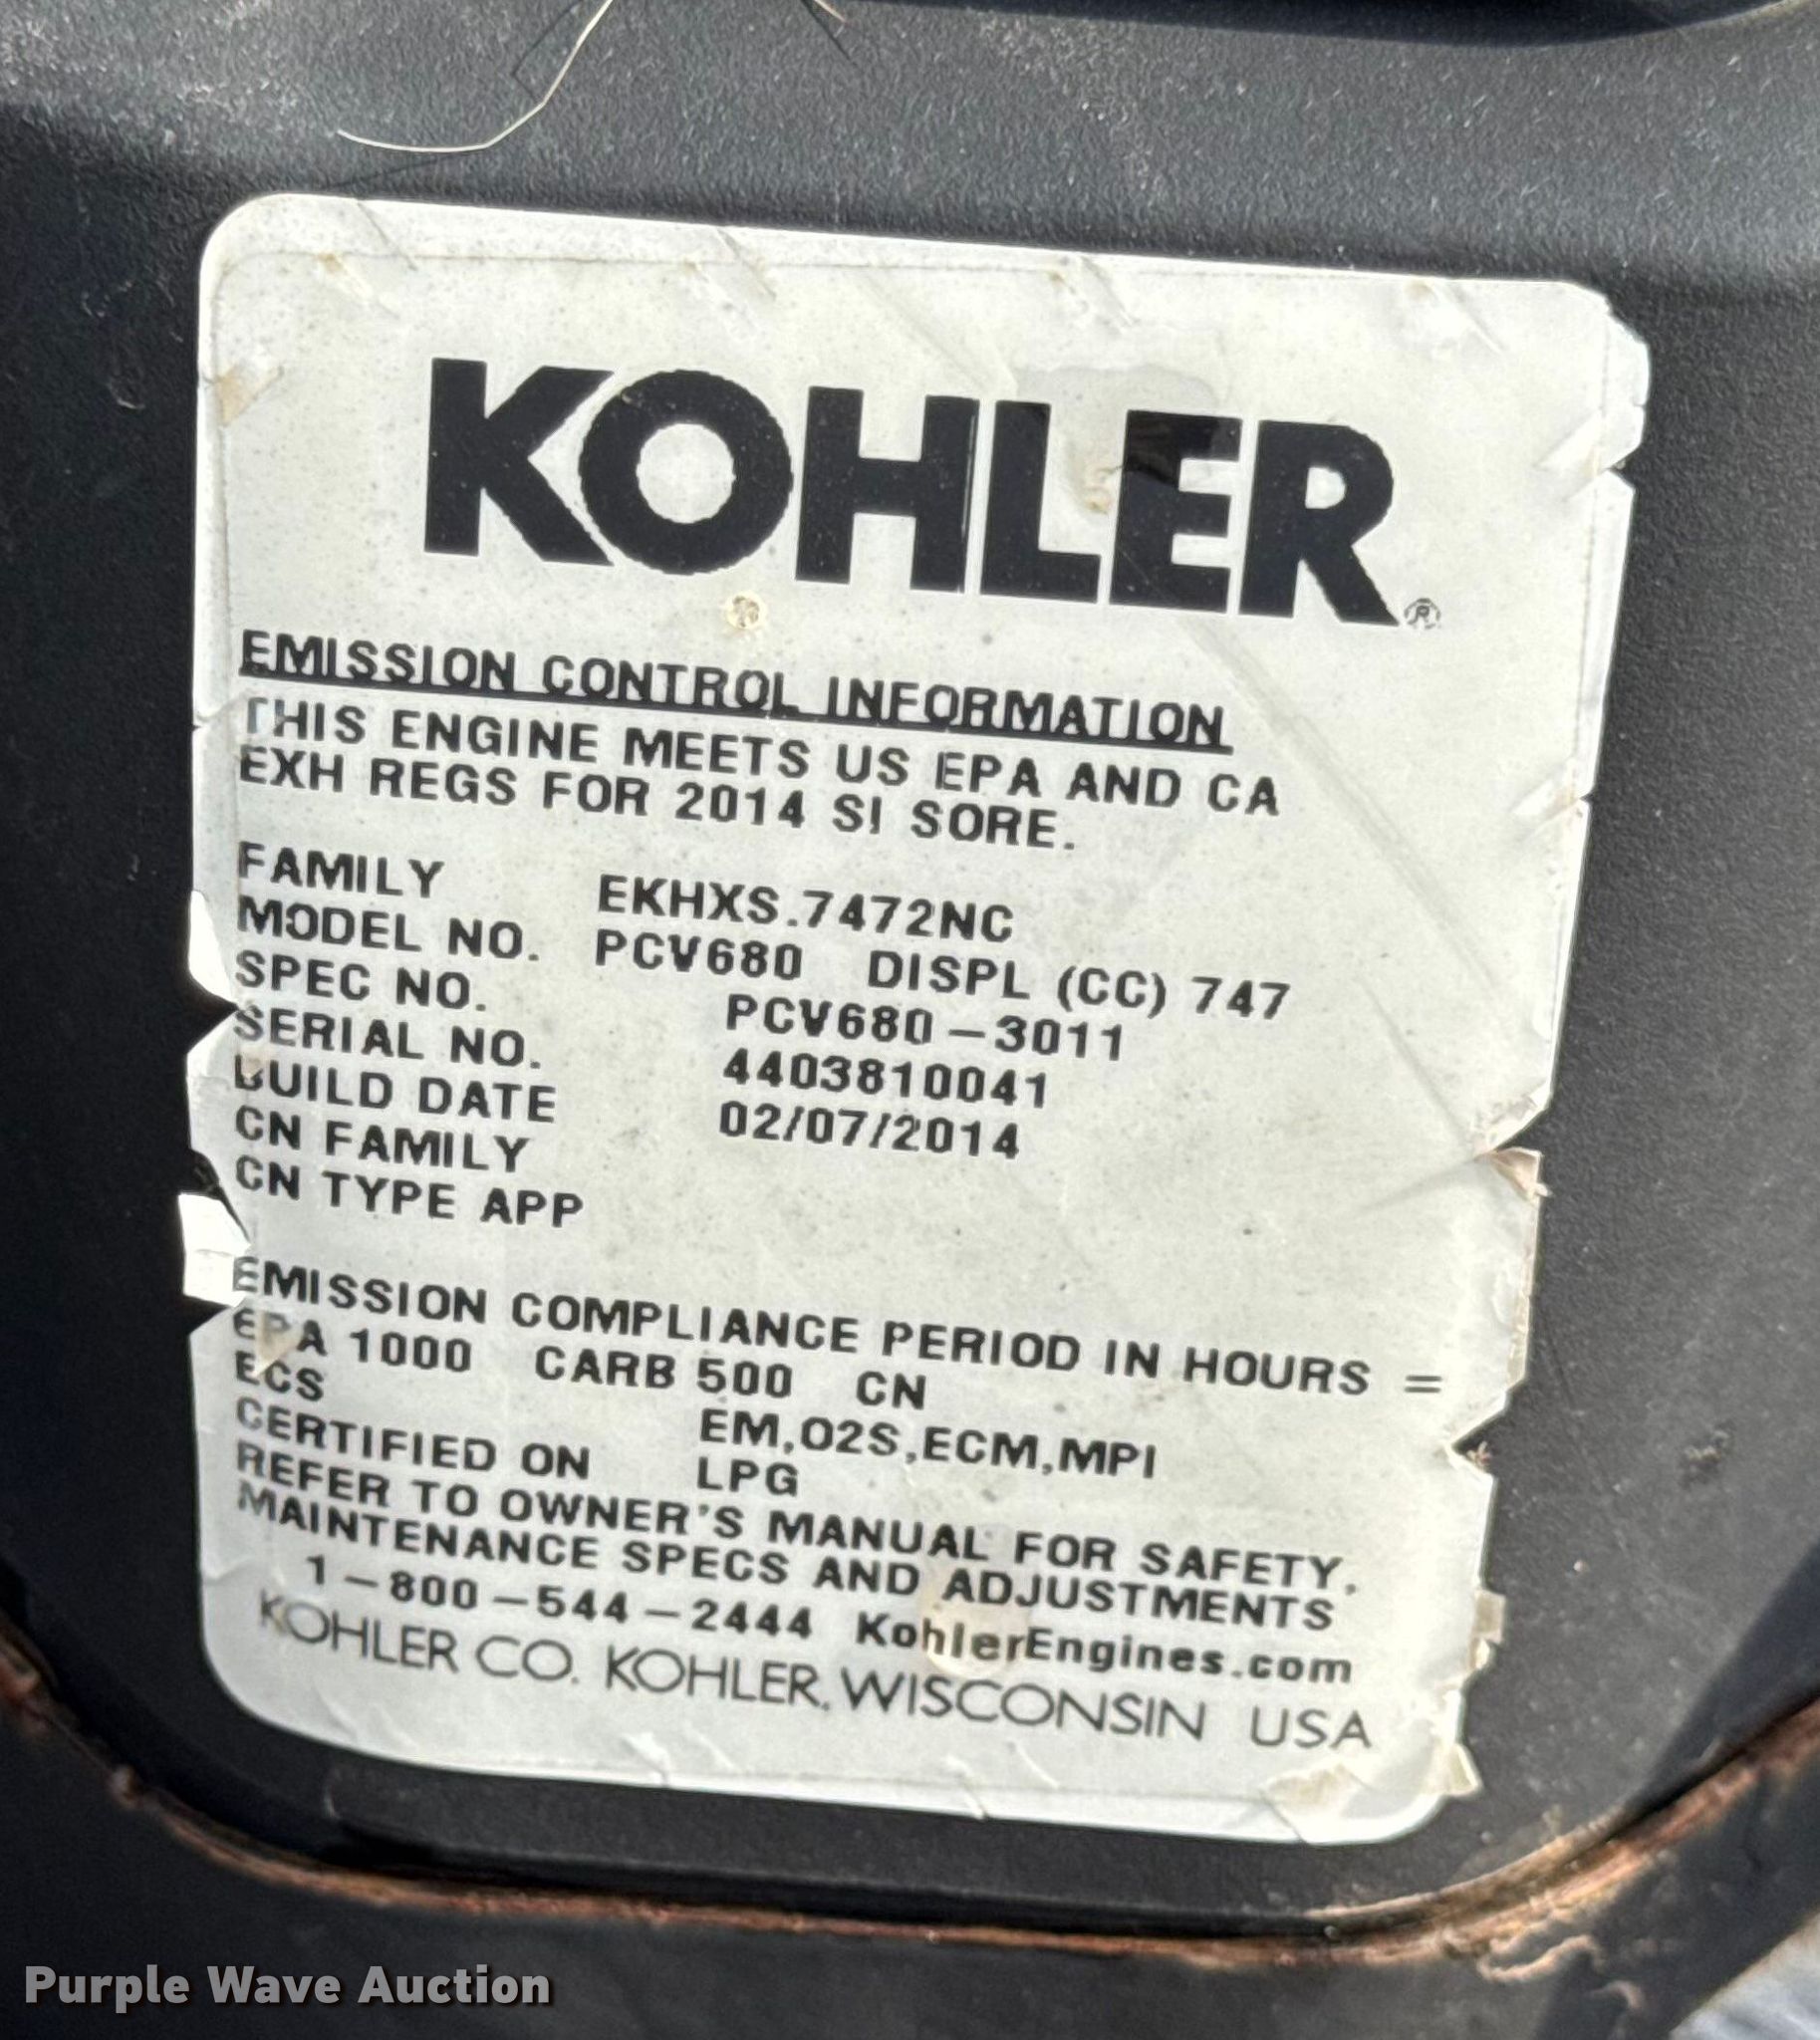 KOHLER®
EMISSION CONTROL INFORMATION
THIS ENGINE MEETS US EPA AND CA
EXH REGS FOR 2014 SI SORE.
FAMILY EKHXS.7472NC
MODEL NO. PCV680 DISPL (CC) 747
SPEC NO. PCV680-3011
SERIAL NO. 4403810041
BUILD DATE 02/07/2014
CN FAMILY
CN TYPE APP
EMISSION COMPLIANCE PERIOD IN HOURS =
EPA 1000 CARB 500 CN
ECS EM,O2S,ECM,MPI
CERTIFIED ON LPG
REFER TO OWNER'S MANUAL FOR SAFETY,
MAINTENANCE SPECS AND ADJUSTMENTS
1-800-544-2444 KohlerEngines.com
KOHLER CO. KOHLER, WISCONSIN USA
Purple Wave Auction